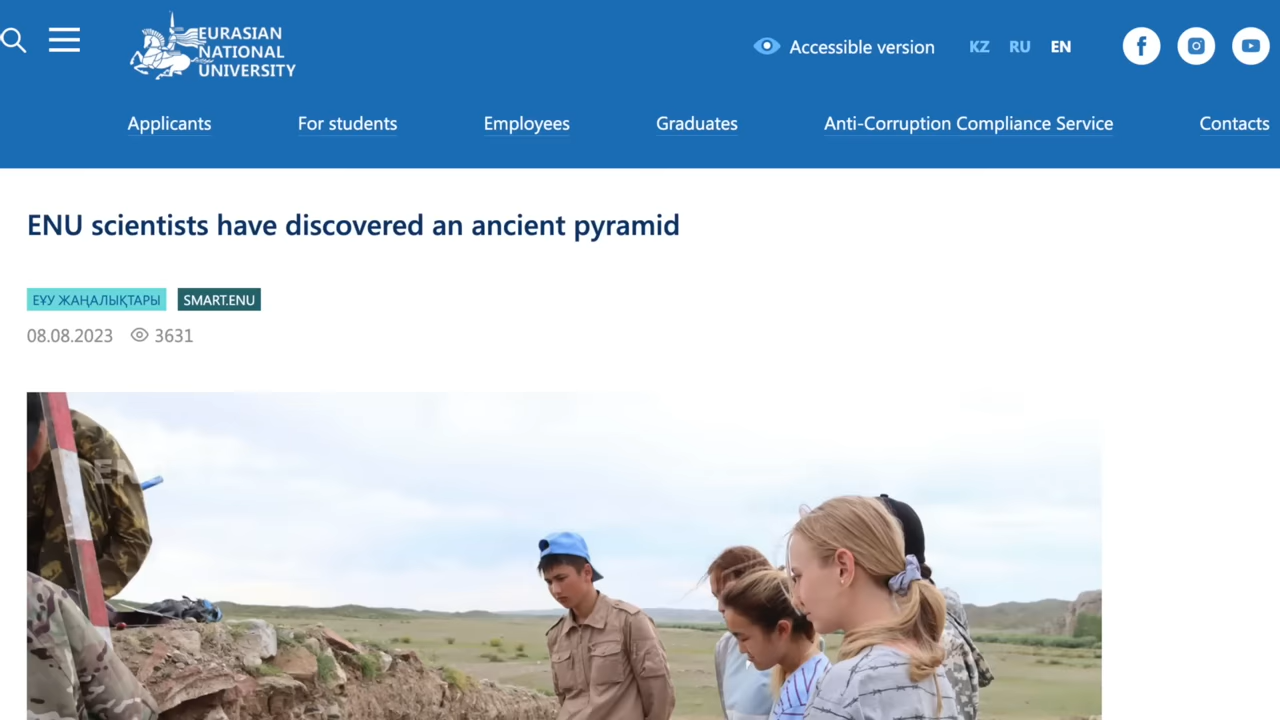 EURASIAN
NATIONAL
UNIVERSITY
Accessible version KZ RU EN
Applicants For students Employees Graduates Anti-Corruption Compliance Service Contacts
ENU scientists have discovered an ancient pyramid
ЕҰУ ЖАҢАЛЫҚТАРЫ SMART.ENU
08.08.2023 3631